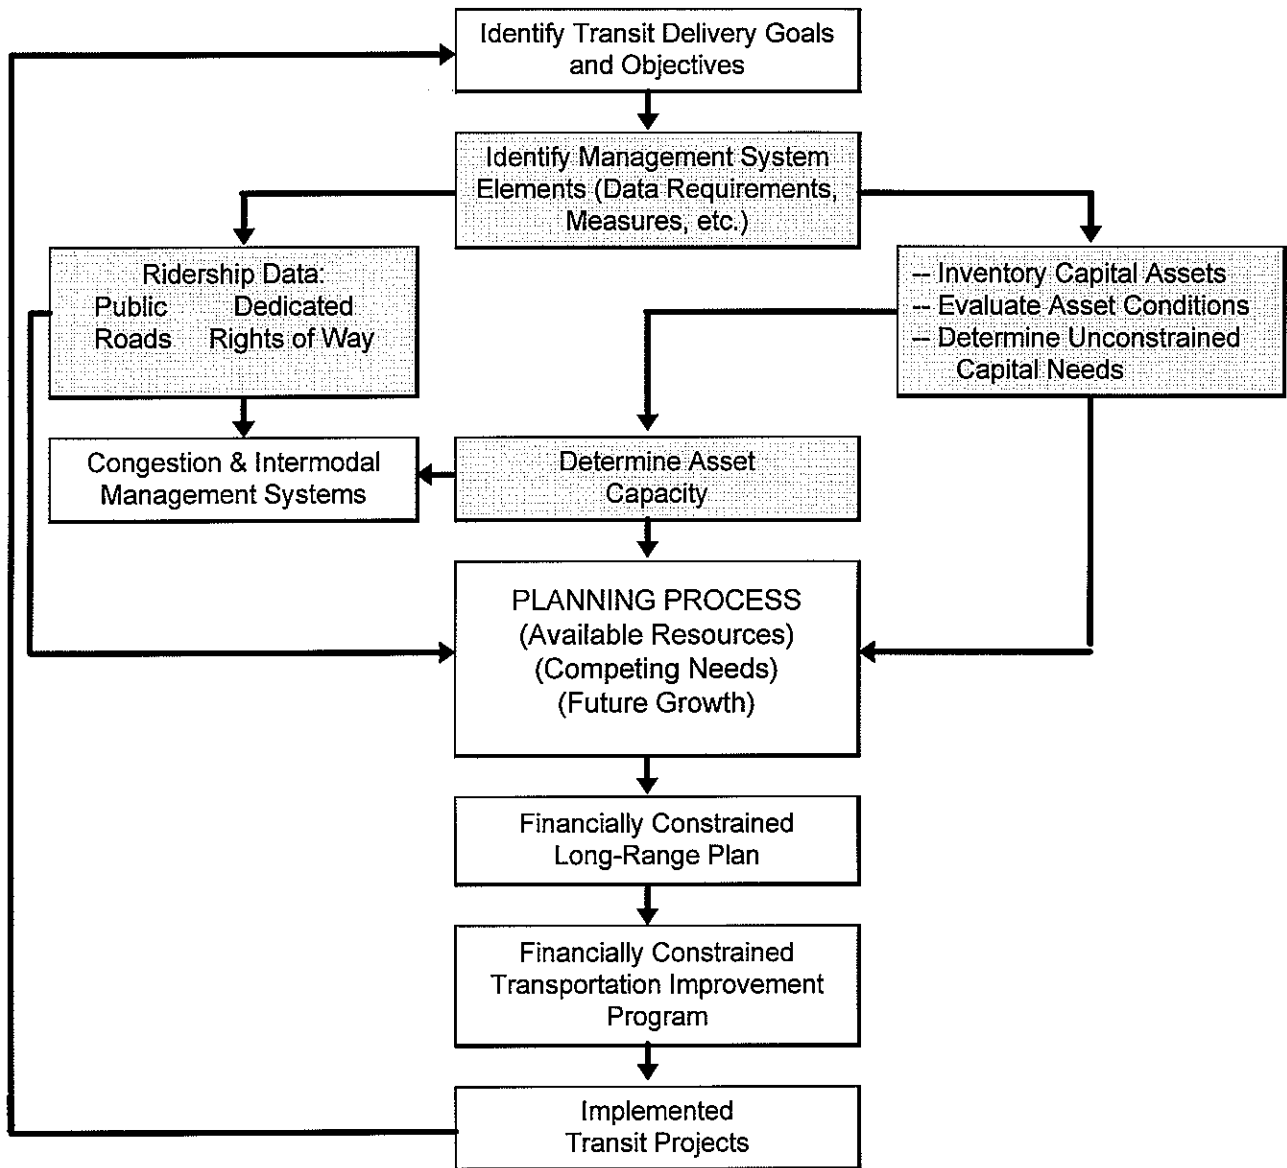 Identify Transit Delivery Goals
and Objectives
Identify Management System
Elements (Data Requirements,
Measures, etc.)
Ridership Data:
Public Dedicated
Roads Rights of Way
– Inventory Capital Assets
– Evaluate Asset Conditions
– Determine Unconstrained
Capital Needs
Congestion & Intermodal
Management Systems
Determine Asset
Capacity
PLANNING PROCESS
(Available Resources)
(Competing Needs)
(Future Growth)
Financially Constrained
Long-Range Plan
Financially Constrained
Transportation Improvement
Program
Implemented
Transit Projects